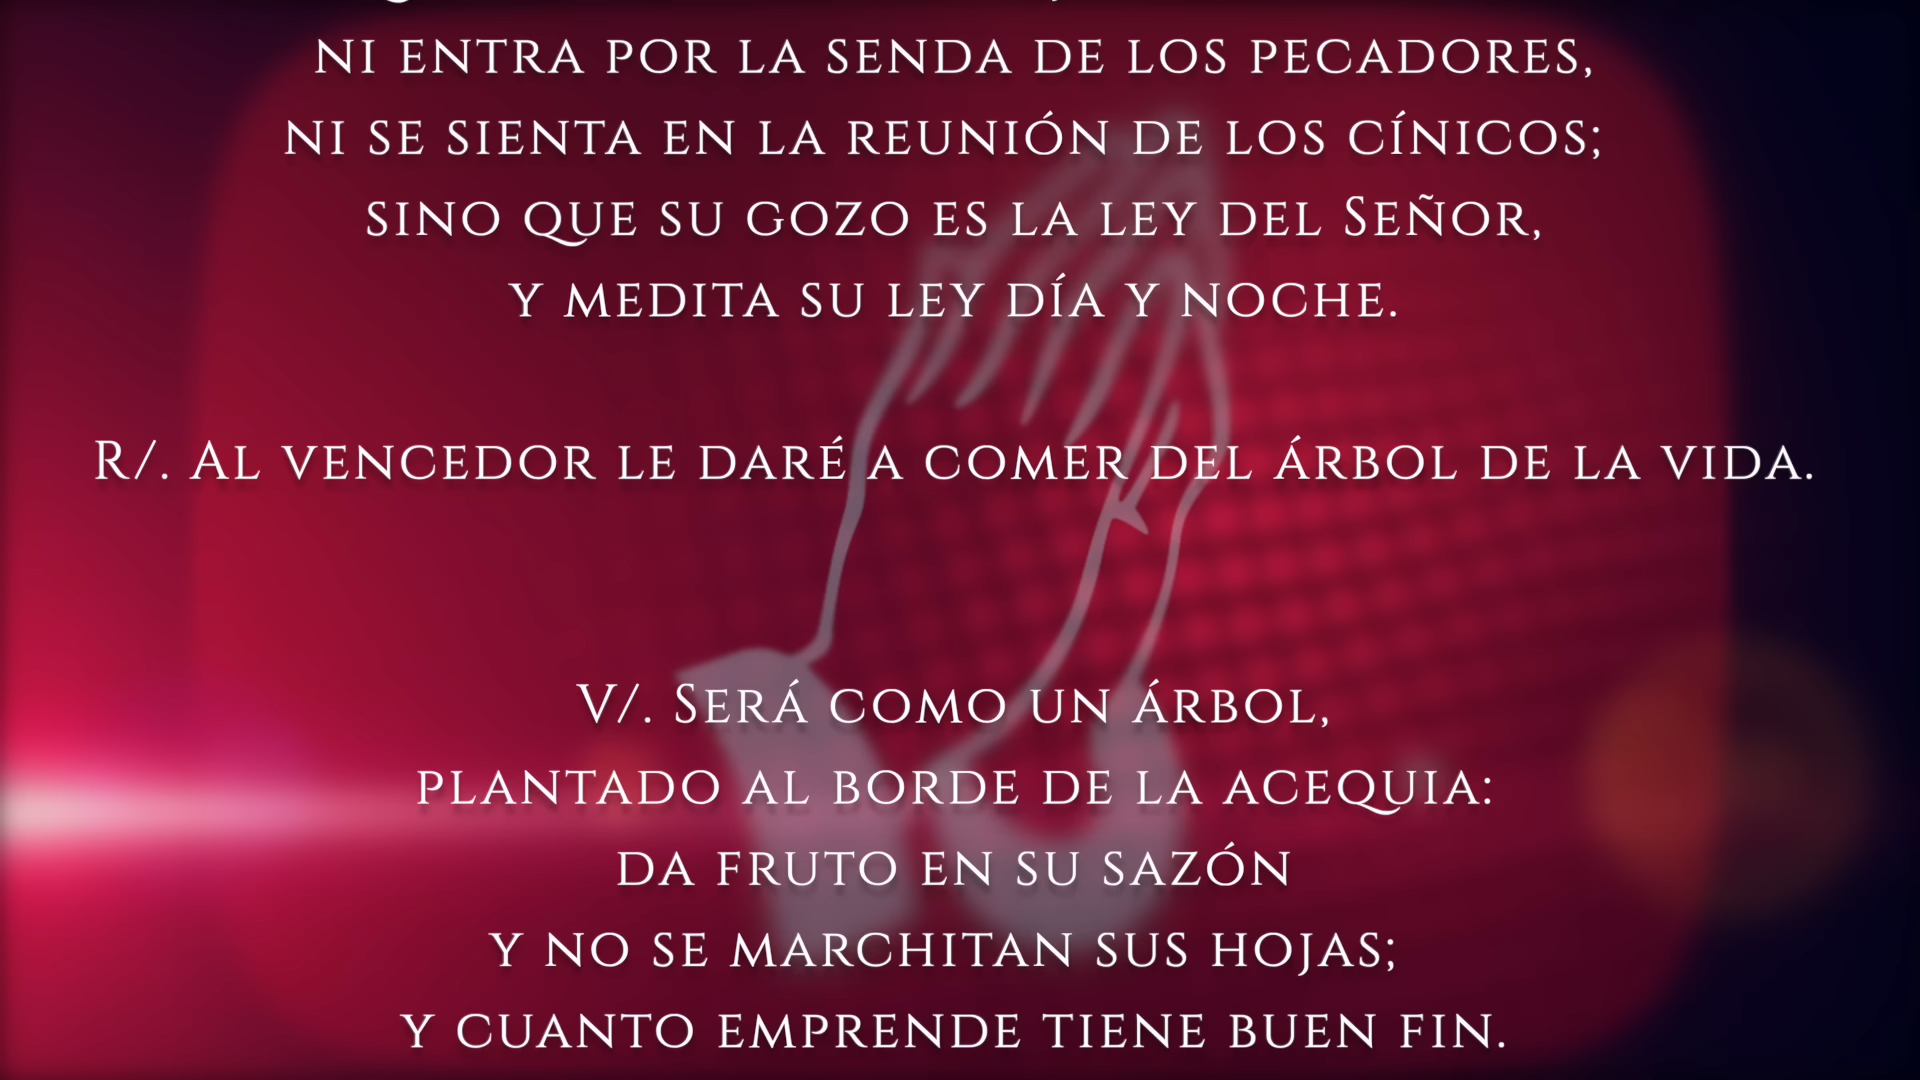 ni entra por la senda de los pecadores,
ni se sienta en la reunión de los cínicos;
sino que su gozo es la ley del Señor,
y medita su ley día y noche.
R/. Al vencedor le daré a comer del árbol de la vida.
V/. Será como un árbol,
plantado al borde de la acequia:
da fruto en su sazón
y no se marchitan sus hojas;
y cuanto emprende tiene buen fin.